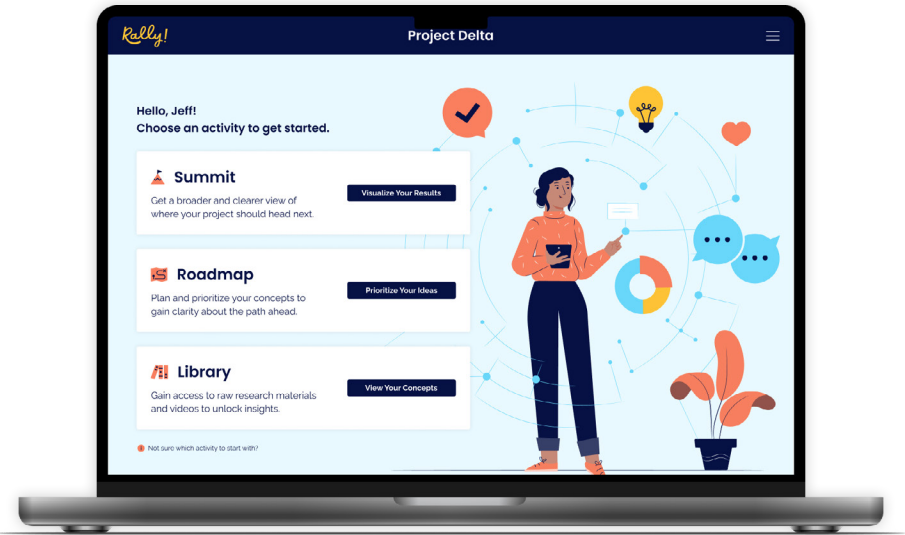 Rally!
Project Delta
Hello, Jeff!
Choose an activity to get started.
Summit
Get a broader and clearer view of
where your project should head next.
Visualize Your Results
Roadmap
Plan and prioritize your concepts to
gain clarity about the path ahead.
Prioritize Your Ideas
Library
Gain access to raw research materials
and videos to unlock insights.
View Your Concepts
Not sure which activity to start with?